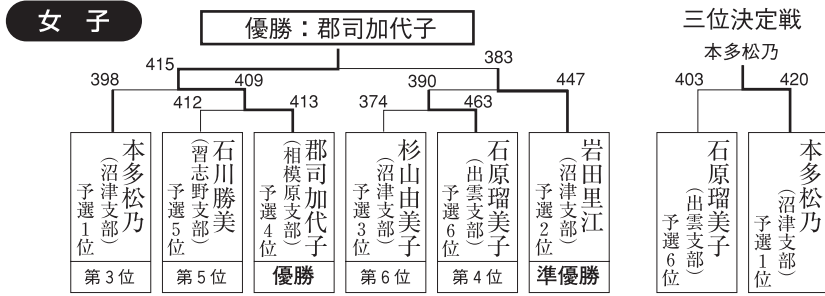 女子
優勝：郡司加代子
三位決定戦
本多松乃
415
383
398
409
390
447
403
420
412
413
374
463
本多松乃
（沼津支部）
予選1位
第3位
石川勝美
（習志野支部）
予選5位
第5位
郡司加代子
（相模原支部）
予選4位
優勝
杉山由美子
（沼津支部）
予選3位
第6位
石原瑠美子
（出雲支部）
予選6位
第4位
岩田里江
（沼津支部）
予選2位
準優勝
石原瑠美子
（出雲支部）
予選6位
本多松乃
（沼津支部）
予選1位